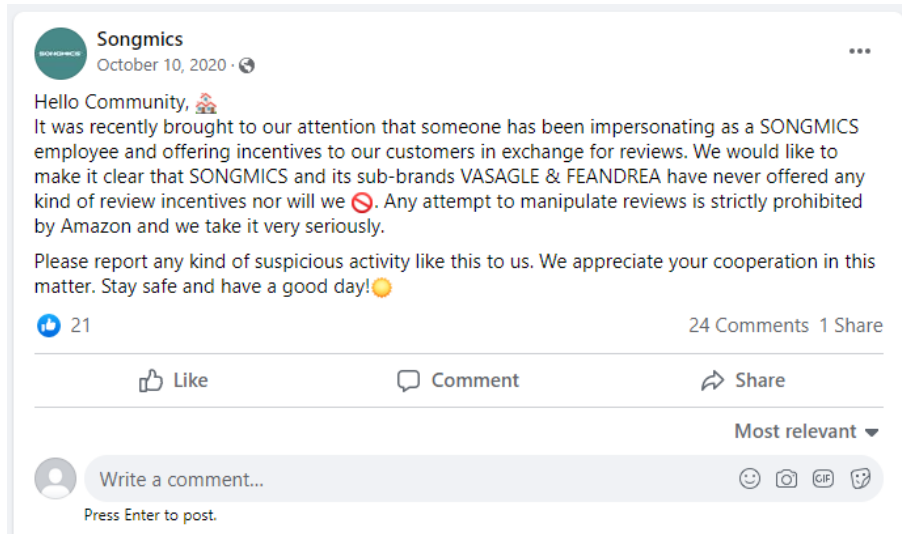 SONGMICS
Songmics
October 10, 2020 ·
Hello Community, 🏘️
It was recently brought to our attention that someone has been impersonating as a SONGMICS
employee and offering incentives to our customers in exchange for reviews. We would like to
make it clear that SONGMICS and its sub-brands VASAGLE & FEANDREA have never offered any
kind of review incentives nor will we 🚫. Any attempt to manipulate reviews is strictly prohibited
by Amazon and we take it very seriously.
Please report any kind of suspicious activity like this to us. We appreciate your cooperation in this
matter. Stay safe and have a good day!☀️
21
24 Comments 1 Share
Like
Comment
Share
Most relevant
Write a comment...
GIF
Press Enter to post.